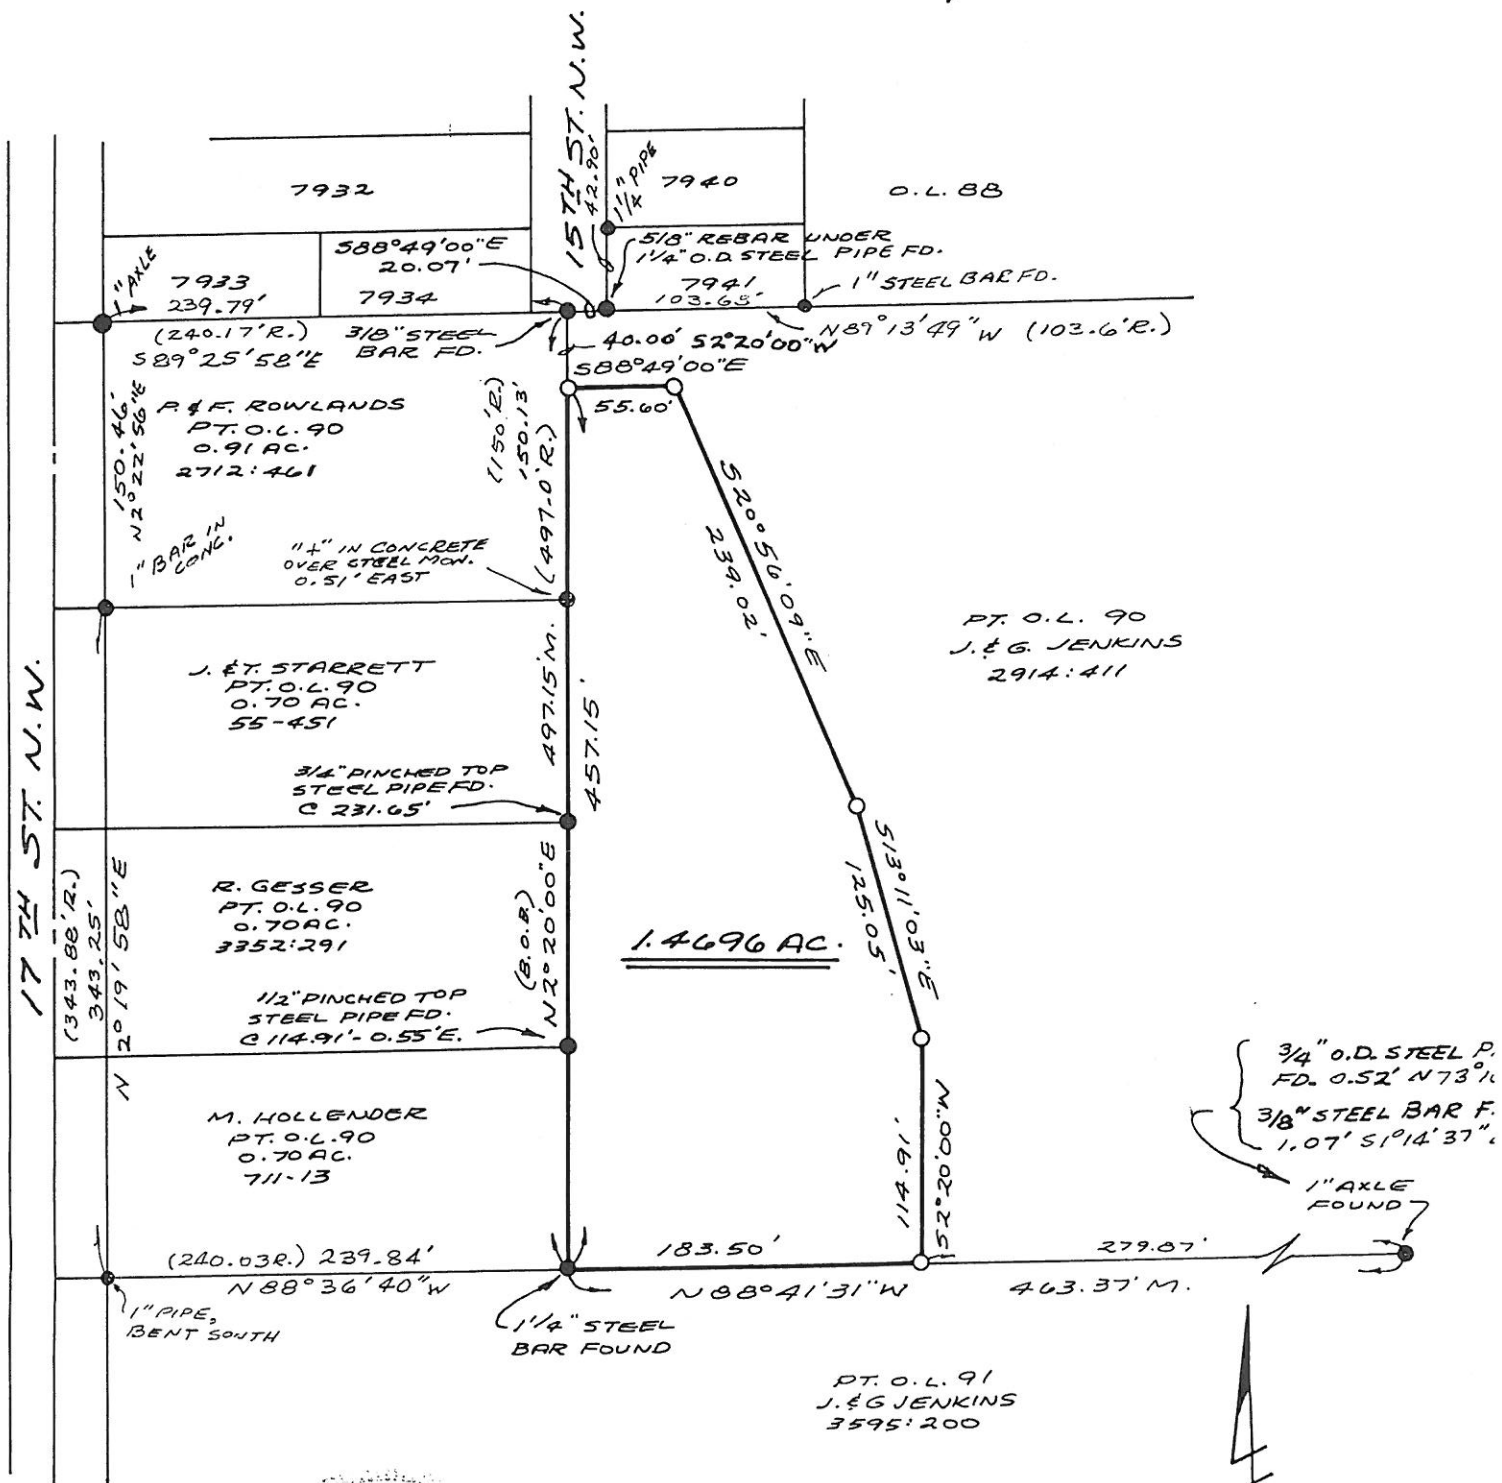 15TH ST. N.W.
42.90'
1 1/4" PIPE
7932
7940
O.L. 88
1" AXLE
7933
239.79'
S88°49'00"E
20.07'
7934
5/8" REBAR UNDER
1 1/4" O.D. STEEL PIPE FD.
7941
103.65'
1" STEEL BAR FD.
(240.17'R.)
S89°25'58"E
3/8" STEEL
BAR FD.
40.00' S2°20'00"W
N89°13'49"W (103.6'R.)
S88°49'00"E
55.60'
150.46'
N2°22'56"E
P. & F. ROWLANDS
PT. O.L. 90
0.91 AC.
2712:461
(150'R.)
150.13'
(497.0'R.)
S20°56'09"E
239.02'
1" BAR IN
CONC.
"+" IN CONCRETE
OVER STEEL MON.
0.51' EAST
PT. O.L. 90
J. & G. JENKINS
2914:411
17TH ST. N.W.
J. & T. STARRETT
PT. O.L. 90
0.70 AC.
55-451
497.15'M.
457.15'
3/4" PINCHED TOP
STEEL PIPE FD.
@ 231.65'
S13°11'03"E
125.05'
(343.88'R.)
343.25'
N 2°19'58"E
R. GESSER
PT. O.L. 90
0.70 AC.
3352:291
(B.O.B.)
N2°20'00"E
1.4696 AC.
1/2" PINCHED TOP
STEEL PIPE FD.
@ 114.91'- 0.55'E.
3/4" O.D. STEEL P.
FD. 0.52' N73°
3/8" STEEL BAR F.
1.07' S1°14'37"
M. HOLLENDER
PT. O.L. 90
0.70 AC.
711-13
114.91'
S2°20'00"W
1" AXLE
FOUND
(240.03R.) 239.84'
N88°36'40"W
183.50'
N88°41'31"W
279.87'
463.37'M.
1" PIPE,
BENT SOUTH
1 1/4" STEEL
BAR FOUND
PT. O.L. 91
J. & G JENKINS
3595:200